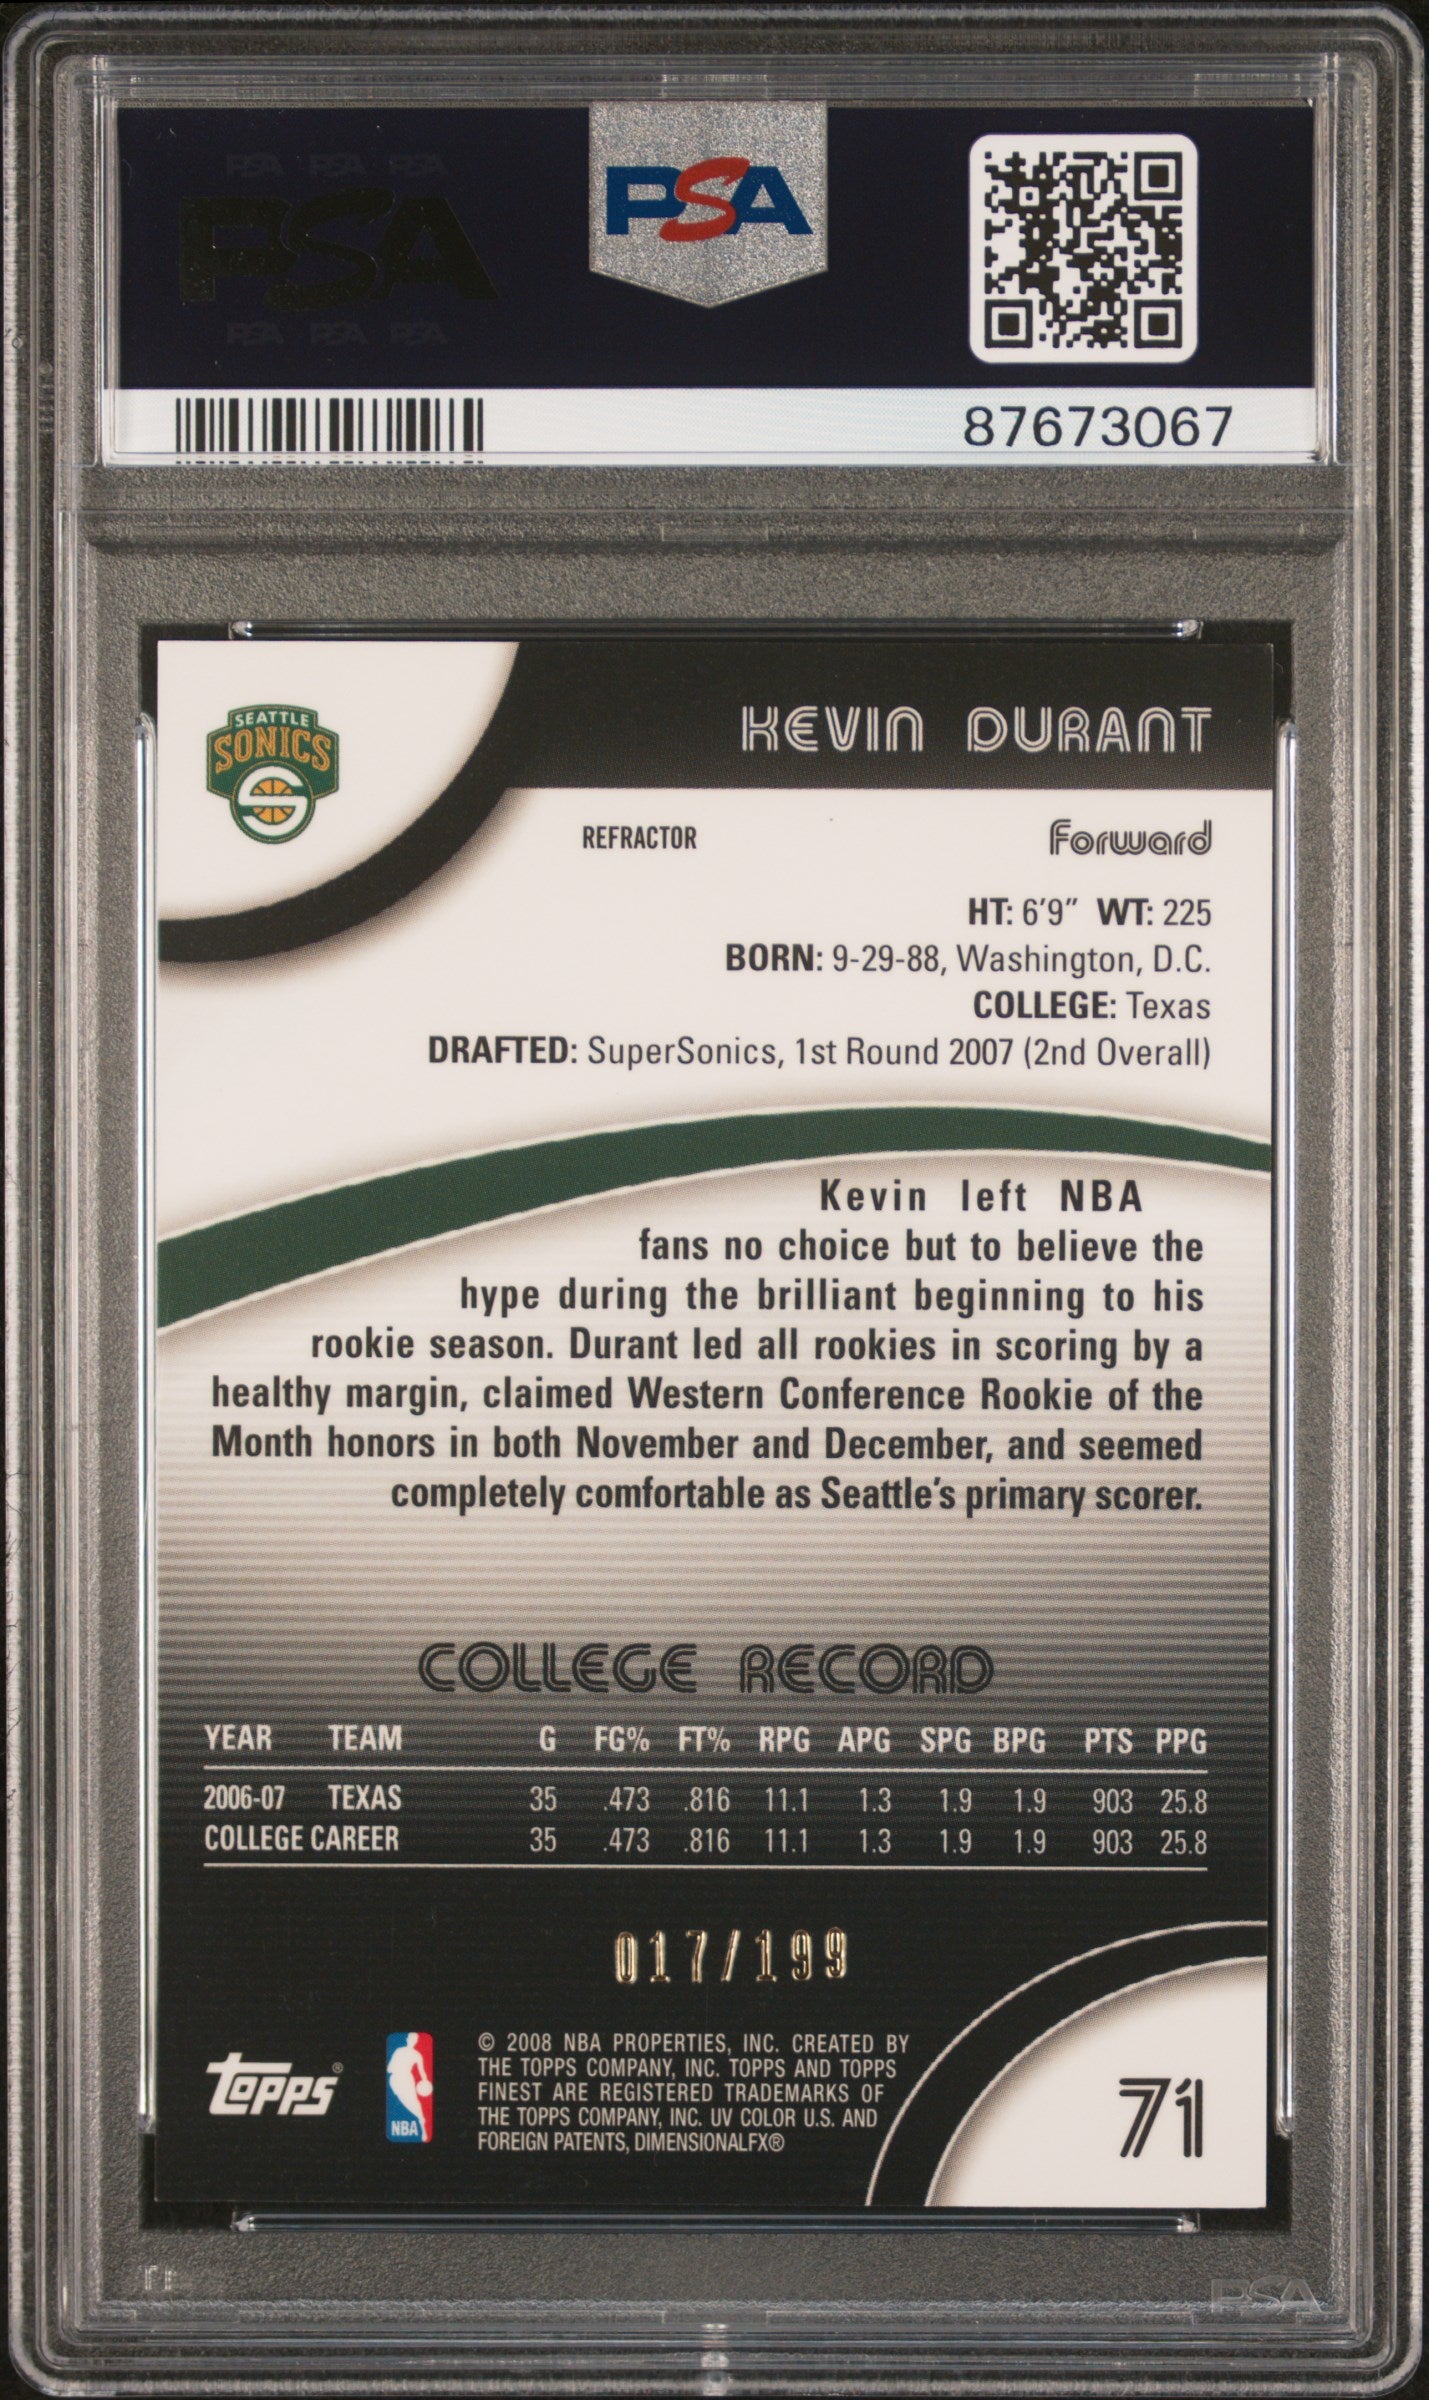 PSA PSA PSA
PSA
PSA PSA PSA
PSA
87673067
SEATTLE
SONICS
KEVIN DURANT
REFRACTOR
Forward
HT: 6'9" WT: 225
BORN: 9-29-88, Washington, D.C.
COLLEGE: Texas
DRAFTED: SuperSonics, 1st Round 2007 (2nd Overall)
Kevin left NBA
fans no choice but to believe the
hype during the brilliant beginning to his
rookie season. Durant led all rookies in scoring by a
healthy margin, claimed Western Conference Rookie of the
Month honors in both November and December, and seemed
completely comfortable as Seattle's primary scorer.
COLLEGE RECORD
YEAR TEAM G FG% FT% RPG APG SPG BPG PTS PPG
2006-07 TEXAS 35 .473 .816 11.1 1.3 1.9 1.9 903 25.8
COLLEGE CAREER 35 .473 .816 11.1 1.3 1.9 1.9 903 25.8
017/199
topps®
NBA
© 2008 NBA PROPERTIES, INC. CREATED BY
THE TOPPS COMPANY, INC. TOPPS AND TOPPS
FINEST ARE REGISTERED TRADEMARKS OF
THE TOPPS COMPANY, INC. UV COLOR U.S. AND
FOREIGN PATENTS, DIMENSIONALFX®
71
PSA